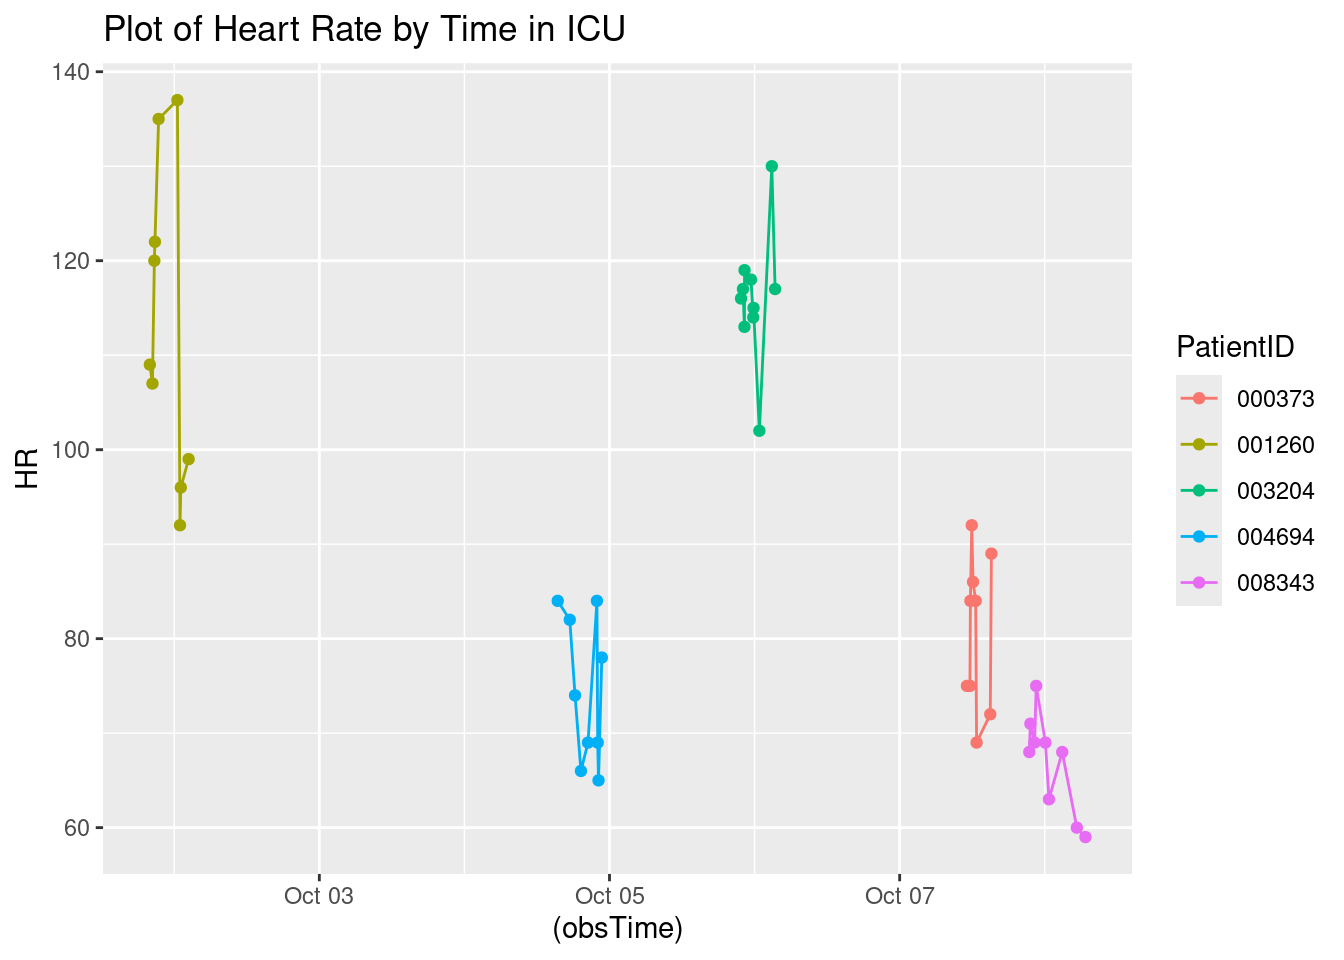 Plot of Heart Rate by Time in ICU
140
120
100
80
60
HR
Oct 03
Oct 05
Oct 07
(obsTime)
PatientID
000373
001260
003204
004694
008343